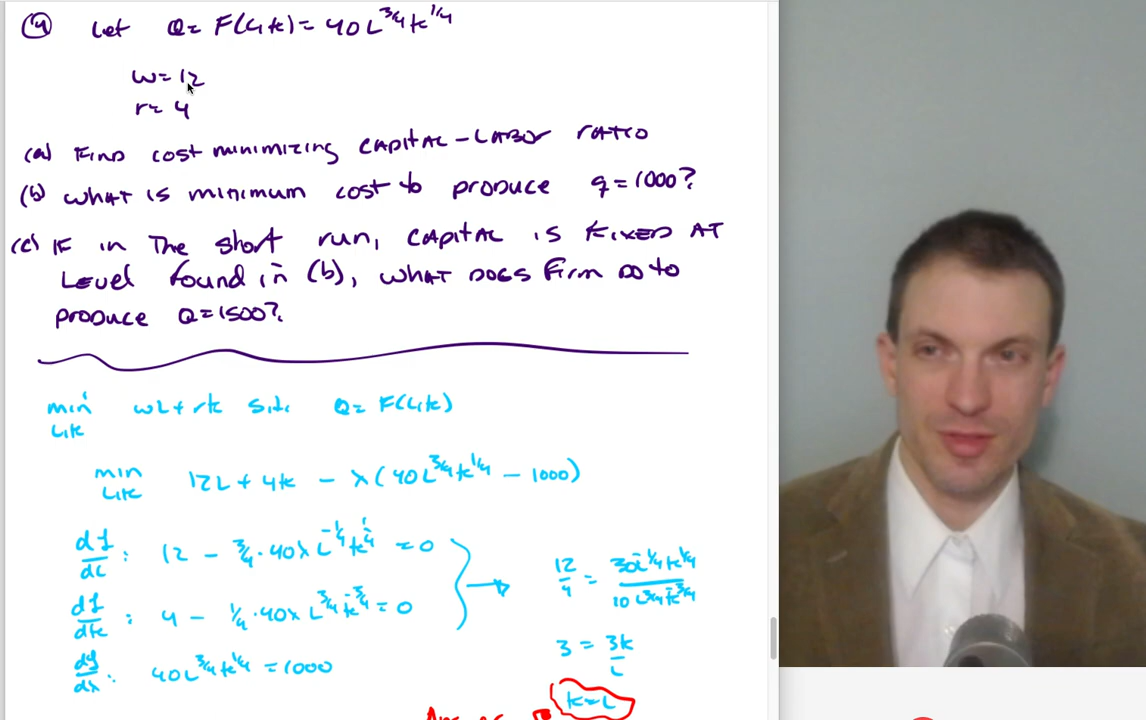 (4) Let Q = F(L,K) = 40L^{3/4}K^{1/4}
w = 12
r = 4
(a) Find cost minimizing capital-labor ratio
(b) What is minimum cost to produce q = 1000?
(c) If in the short run, capital is fixed at
level found in (b), what does firm do to
produce Q = 1500?
min wL + rK s.t. Q = F(L,K)
L,K
min 12L + 4K - λ(40L^{3/4}K^{1/4} - 1000)
L,K
dL/dL : 12 - 3/4 · 40λ L^{-1/4}K^{1/4} = 0
dL/dK : 4 - 1/4 · 40λ L^{3/4}K^{-3/4} = 0
dL/dλ : 40L^{3/4}K^{1/4} = 1000
12/4 = 30L^{-1/4}K^{1/4} / 10L^{3/4}K^{-3/4}
3 = 3K/L
K = L